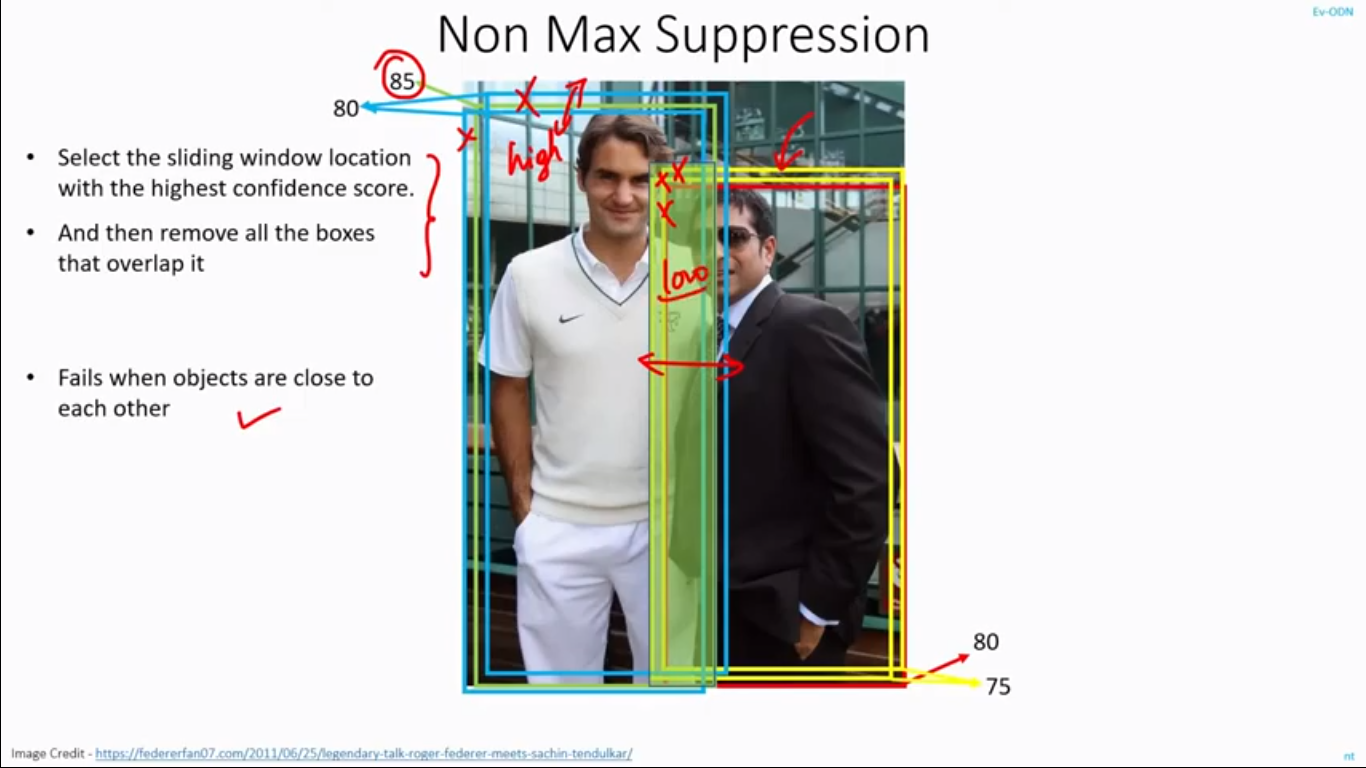 Ev-ODN
Non Max Suppression
85
80
high
• Select the sliding window location
with the highest confidence score.
• And then remove all the boxes
that overlap it
low
• Fails when objects are close to
each other
80
75
Image Credit - https://federerfan07.com/2011/06/25/legendary-talk-roger-federer-meets-sachin-tendulkar/
nt